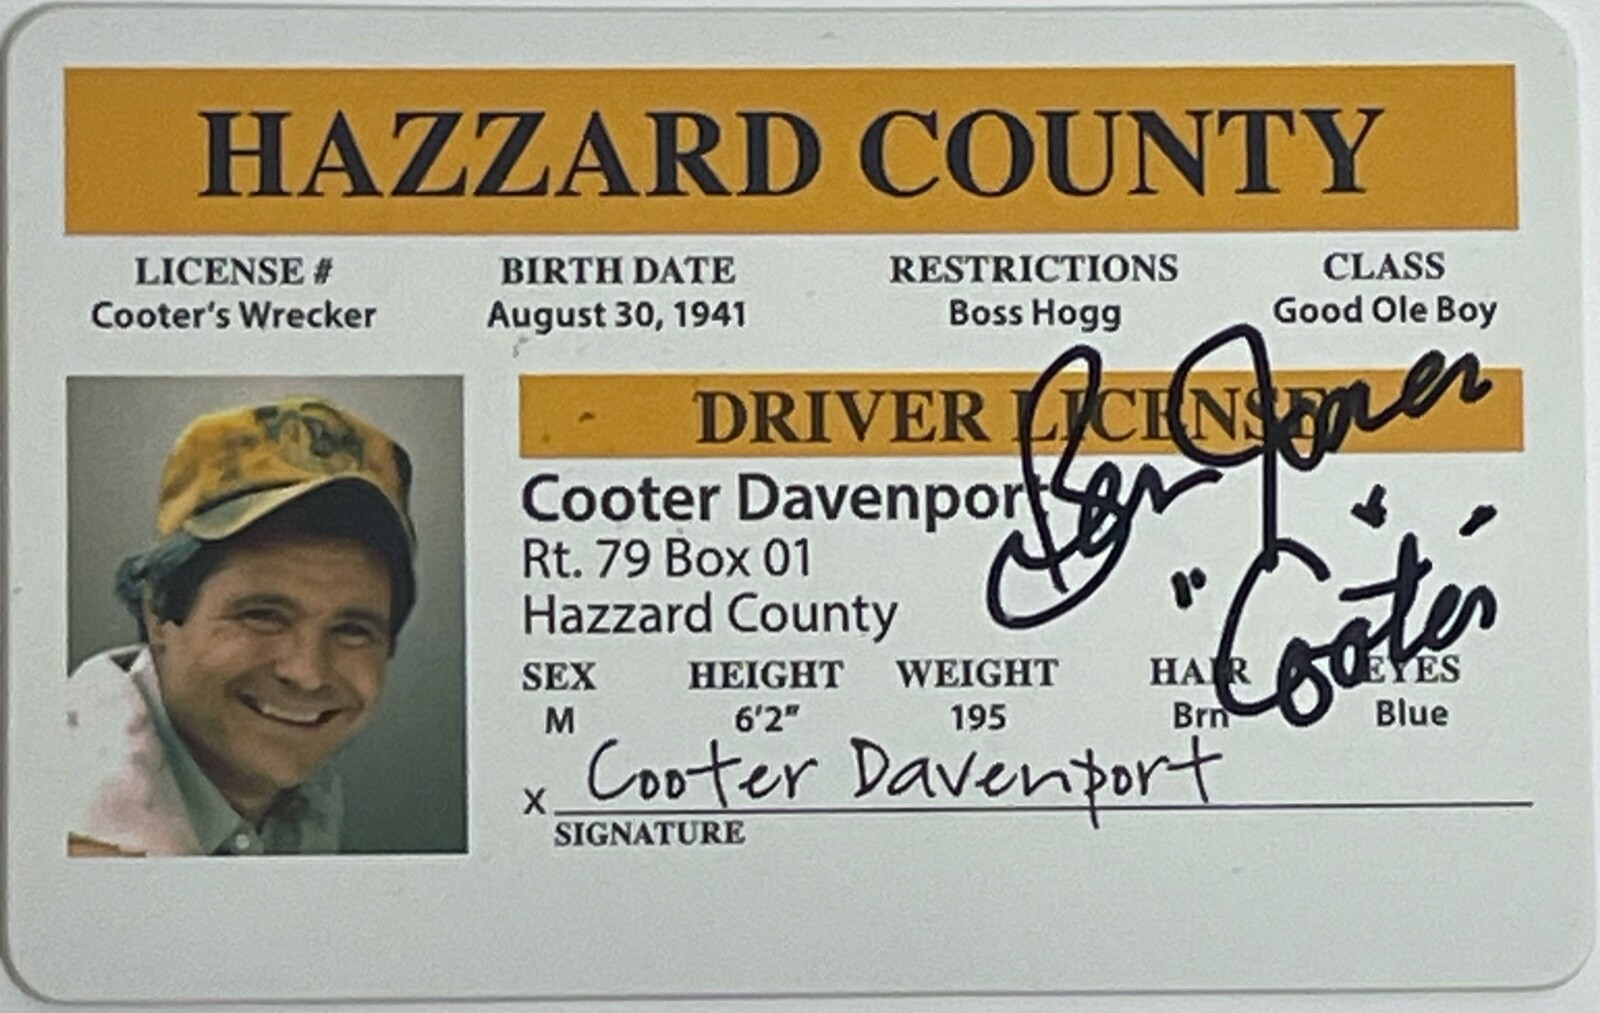 HAZZARD COUNTY
LICENSE # BIRTH DATE RESTRICTIONS CLASS
Cooter's Wrecker August 30, 1941 Boss Hogg Good Ole Boy
DRIVER LICENSE
Ben Jones
Cooter Davenport
Rt. 79 Box 01
Hazzard County
"Cooter"
SEX HEIGHT WEIGHT HAIR EYES
M 6'2" 195 Brn Blue
x Cooter Davenport
SIGNATURE